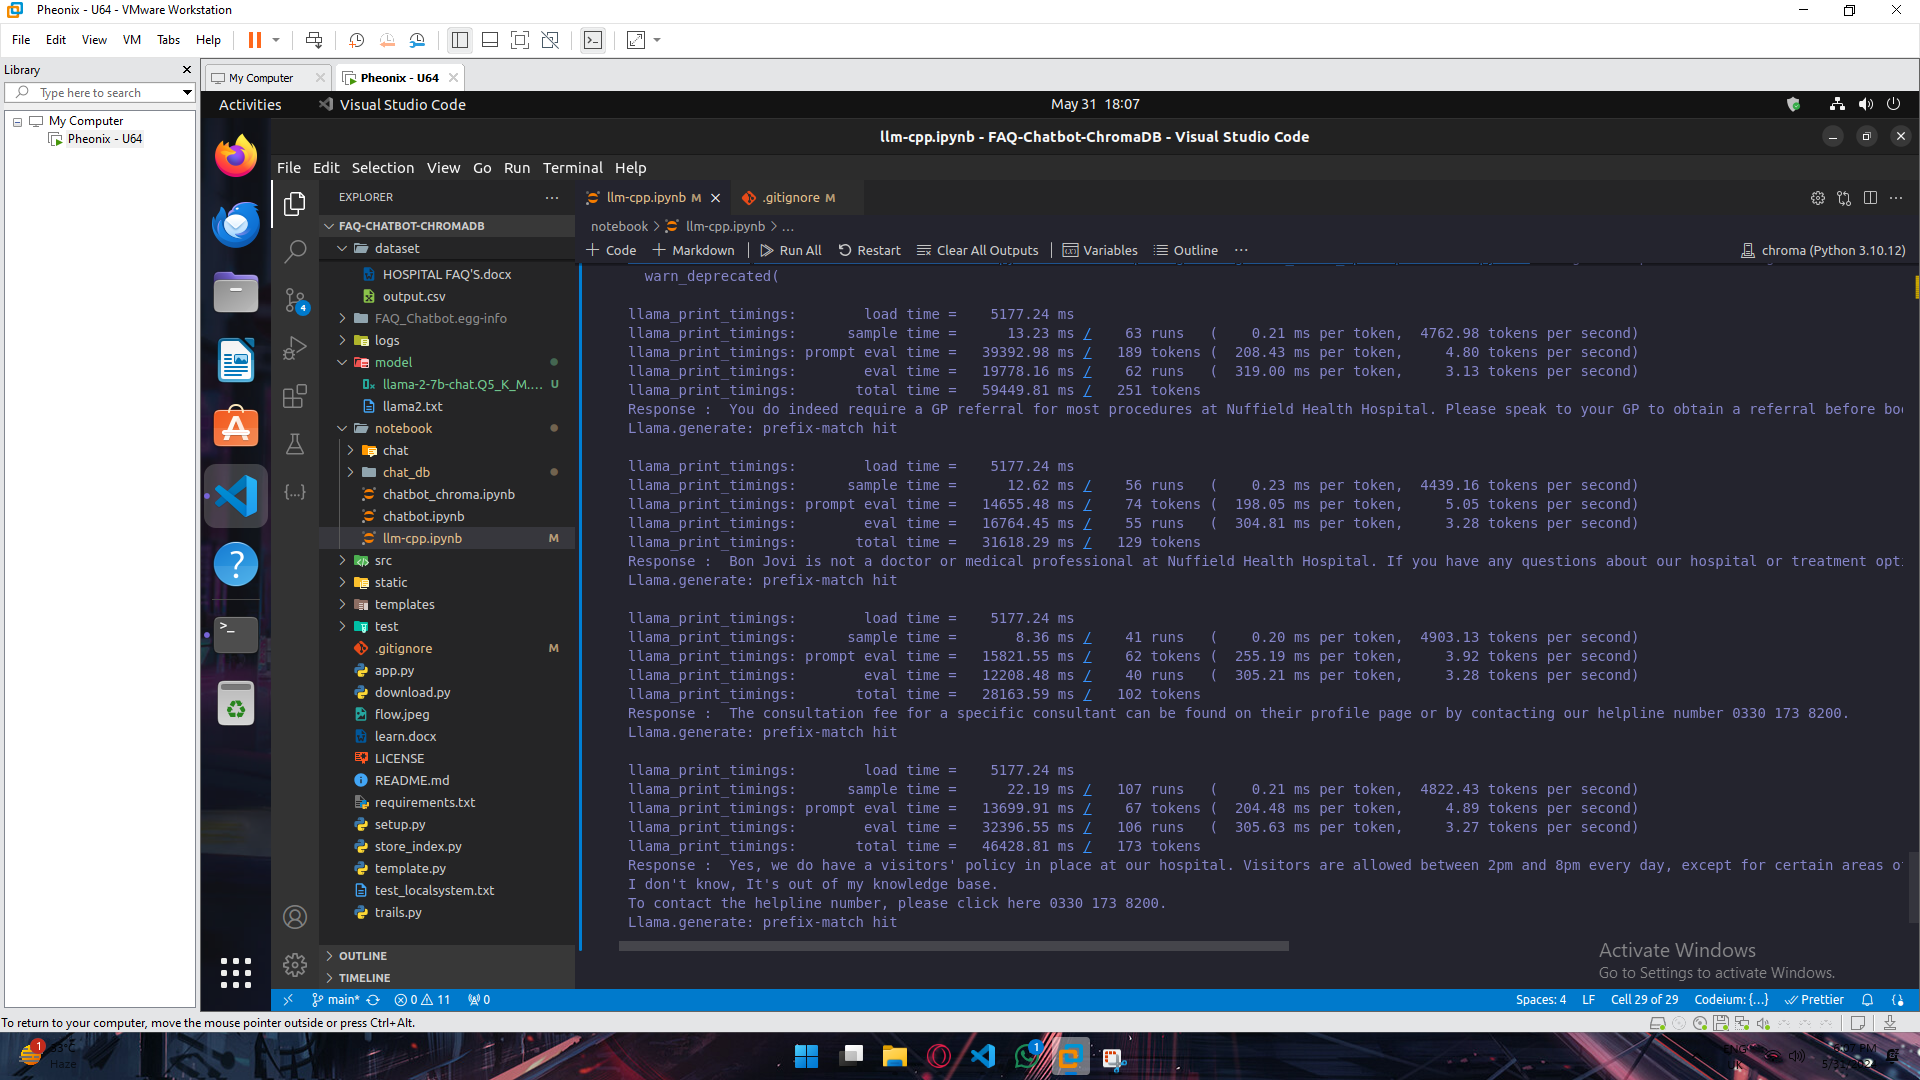 Pheonix - U64 - VMware Workstation
File Edit View VM Tabs Help
Library
Type here to search
My Computer
Pheonix - U64
My Computer
Pheonix - U64
Activities
Visual Studio Code
May 31 18:07
llm-cpp.ipynb - FAQ-Chatbot-ChromaDB - Visual Studio Code
File Edit Selection View Go Run Terminal Help
EXPLORER
FAQ-CHATBOT-CHROMADB
dataset
HOSPITAL FAQ'S.docx
output.csv
FAQ_Chatbot.egg-info
logs
model
llama-2-7b-chat.Q5_K_M.... U
llama2.txt
notebook
chat
chat_db
chatbot_chroma.ipynb
chatbot.ipynb
llm-cpp.ipynb M
src
static
templates
test
.gitignore M
app.py
download.py
flow.jpeg
learn.docx
LICENSE
README.md
requirements.txt
setup.py
store_index.py
template.py
test_localsystem.txt
trails.py
OUTLINE
TIMELINE
4
llm-cpp.ipynb M
.gitignore M
notebook > llm-cpp.ipynb > ...
+ Code + Markdown Run All Restart Clear All Outputs Variables Outline ...
chroma (Python 3.10.12)
warn_deprecated(
llama_print_timings: load time = 5177.24 ms
llama_print_timings: sample time = 13.23 ms / 63 runs ( 0.21 ms per token, 4762.98 tokens per second)
llama_print_timings: prompt eval time = 39392.98 ms / 189 tokens ( 208.43 ms per token, 4.80 tokens per second)
llama_print_timings: eval time = 19778.16 ms / 62 runs ( 319.00 ms per token, 3.13 tokens per second)
llama_print_timings: total time = 59449.81 ms / 251 tokens
Response : You do indeed require a GP referral for most procedures at Nuffield Health Hospital. Please speak to your GP to obtain a referral before bo
Llama.generate: prefix-match hit
llama_print_timings: load time = 5177.24 ms
llama_print_timings: sample time = 12.62 ms / 56 runs ( 0.23 ms per token, 4439.16 tokens per second)
llama_print_timings: prompt eval time = 14655.48 ms / 74 tokens ( 198.05 ms per token, 5.05 tokens per second)
llama_print_timings: eval time = 16764.45 ms / 55 runs ( 304.81 ms per token, 3.28 tokens per second)
llama_print_timings: total time = 31618.29 ms / 129 tokens
Response : Bon Jovi is not a doctor or medical professional at Nuffield Health Hospital. If you have any questions about our hospital or treatment opt
Llama.generate: prefix-match hit
llama_print_timings: load time = 5177.24 ms
llama_print_timings: sample time = 8.36 ms / 41 runs ( 0.20 ms per token, 4903.13 tokens per second)
llama_print_timings: prompt eval time = 15821.55 ms / 62 tokens ( 255.19 ms per token, 3.92 tokens per second)
llama_print_timings: eval time = 12208.48 ms / 40 runs ( 305.21 ms per token, 3.28 tokens per second)
llama_print_timings: total time = 28163.59 ms / 102 tokens
Response : The consultation fee for a specific consultant can be found on their profile page or by contacting our helpline number 0330 173 8200.
Llama.generate: prefix-match hit
llama_print_timings: load time = 5177.24 ms
llama_print_timings: sample time = 22.19 ms / 107 runs ( 0.21 ms per token, 4822.43 tokens per second)
llama_print_timings: prompt eval time = 13699.91 ms / 67 tokens ( 204.48 ms per token, 4.89 tokens per second)
llama_print_timings: eval time = 32396.55 ms / 106 runs ( 305.63 ms per token, 3.27 tokens per second)
llama_print_timings: total time = 46428.81 ms / 173 tokens
Response : Yes, we do have a visitors' policy in place at our hospital. Visitors are allowed between 2pm and 8pm every day, except for certain areas o
I don't know, It's out of my knowledge base.
To contact the helpline number, please click here 0330 173 8200.
Llama.generate: prefix-match hit
Activate Windows
Go to Settings to activate Windows.
main* 0 11 0
Spaces: 4 LF Cell 29 of 29 Codeium: {...} Prettier
To return to your computer, move the mouse pointer outside or press Ctrl+Alt.
1
33°C
Haze
1